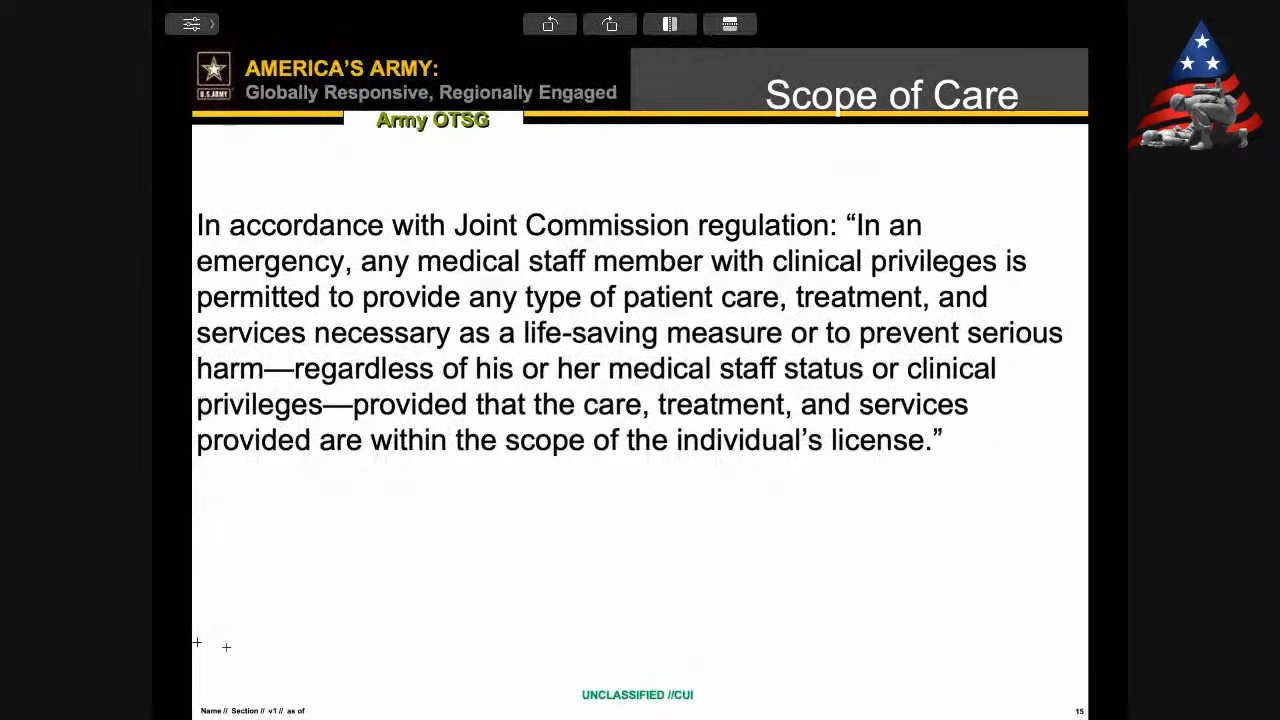 AMERICA'S ARMY:
Globally Responsive, Regionally Engaged
U.S.ARMY
Scope of Care
Army OTSG
In accordance with Joint Commission regulation: “In an
emergency, any medical staff member with clinical privileges is
permitted to provide any type of patient care, treatment, and
services necessary as a life-saving measure or to prevent serious
harm—regardless of his or her medical staff status or clinical
privileges—provided that the care, treatment, and services
provided are within the scope of the individual’s license.”
UNCLASSIFIED //CUI
Name // Section // v1 // as of
15